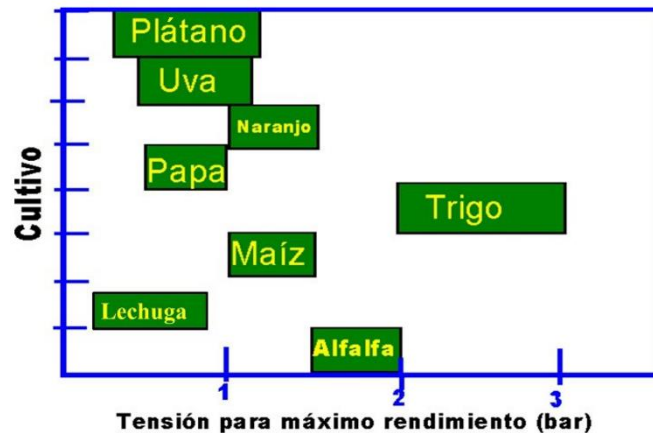 Plátano
Uva
Naranjo
Papa
Trigo
Maíz
Lechuga
Alfalfa
Cultivo
1
2
3
Tensión para máximo rendimiento (bar)